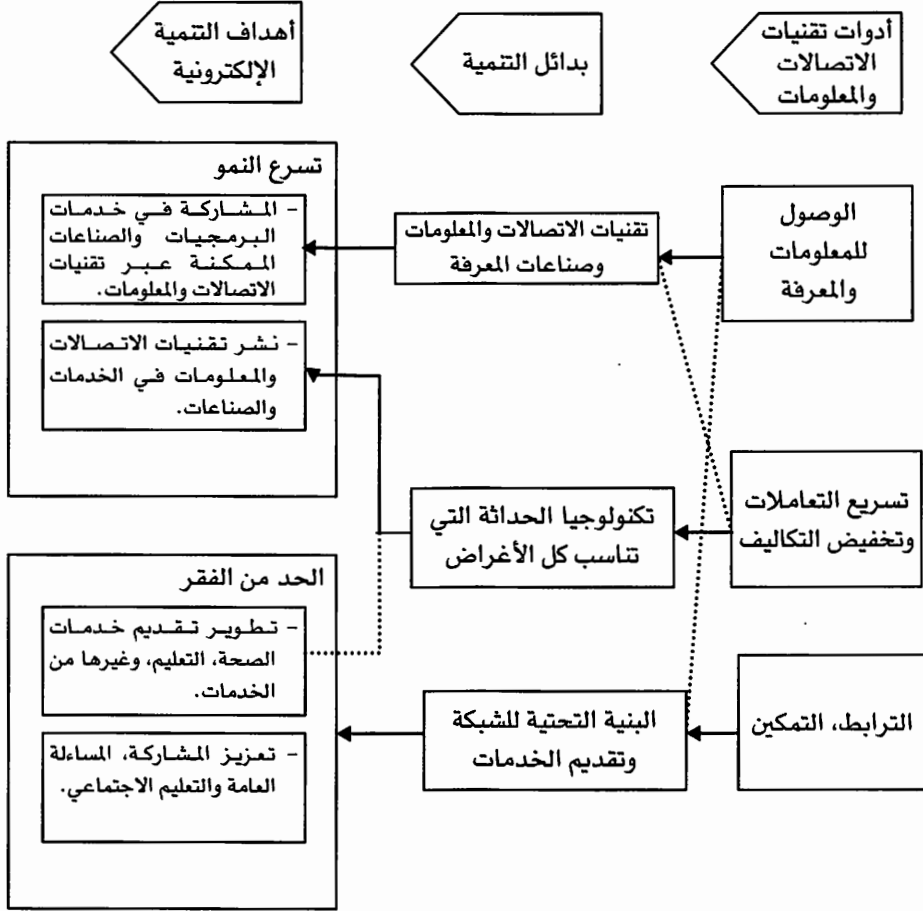 أدوات تقنيات
الاتصالات
والمعلومات
بدائل التنمية
أهداف التنمية
الإلكترونية
الوصول
للمعلومات
والمعرفة
تقنيات الاتصالات والمعلومات
وصناعات المعرفة
تسرع النمو
- المشاركة في خدمات
البرمجيات والصناعات
الممكنة عبر تقنيات
الاتصالات والمعلومات.
- نشر تقنيات الاتصالات
والمعلومات في الخدمات
والصناعات.
تسريع التعاملات
وتخفيض التكاليف
تكنولوجيا الحداثة التي
تناسب كل الأغراض
الحد من الفقر
- تطوير تقديم خدمات
الصحة، التعليم، وغيرها من
الخدمات.
الترابط، التمكين
البنية التحتية للشبكة
وتقديم الخدمات
- تعزيز المشاركة، المساءلة
العامة والتعليم الاجتماعي.